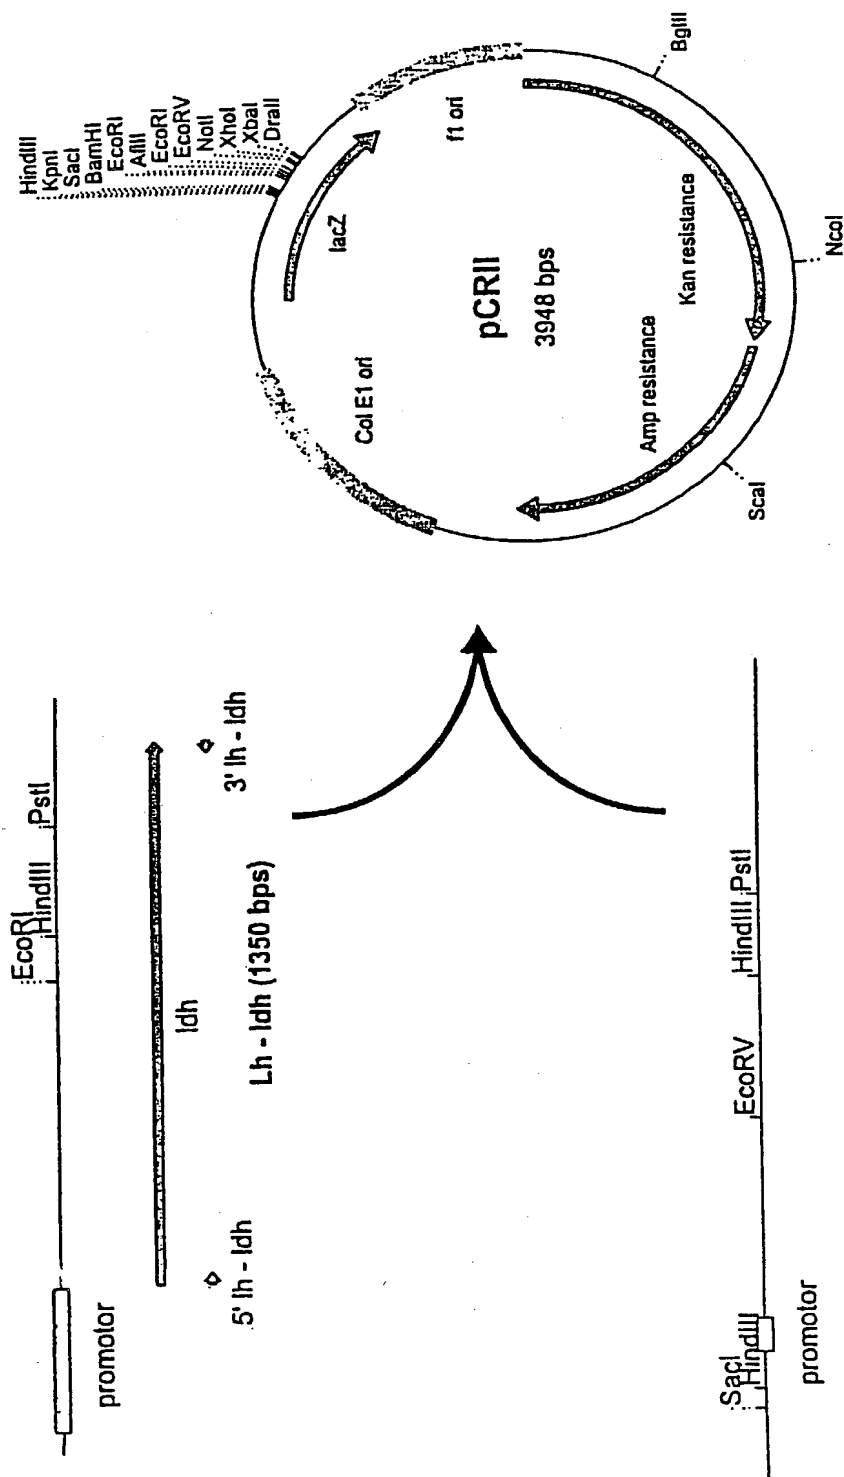 EcoRI
HindIII
PstI
promotor
ldh
5' lh - ldh
3' lh - ldh
Lh - ldh (1350 bps)
SacI
HindIII
EcoRV
HindIII
PstI
promotor
HindIII
KpnI
SacI
BamHI
EcoRI
AflII
EcoRI
EcoRV
NotI
XhoI
XbaI
DraII
lacZ
Col E1 ori
f1 ori
pCRII
3948 bps
Amp resistance
Kan resistance
BglII
ScaI
NcoI